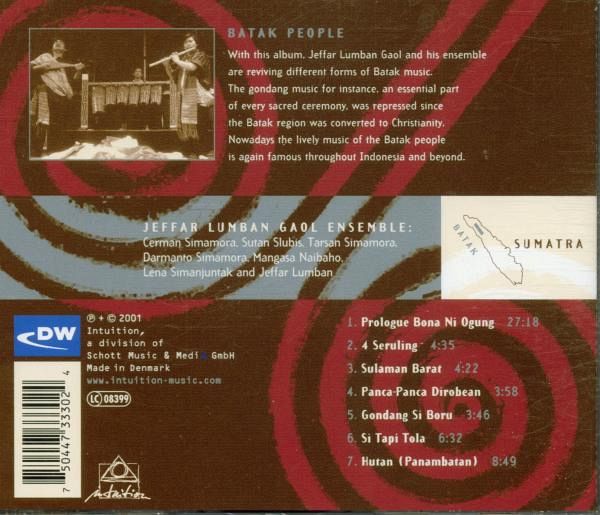 BATAK PEOPLE
With this album, Jeffar Lumban Gaol and his ensemble
are reviving different forms of Batak music.
The gondang music for instance, an essential part
of every sacred ceremony, was repressed since
the Batak region was converted to Christianity.
Nowadays the lively music of the Batak people
is again famous throughout Indonesia and beyond.
JEFFAR LUMBAN GAOL ENSEMBLE:
Cerman Simamora, Sutan Slubis, Tarsan Simamora,
Darmanto Simamora, Mangasa Naibaho,
Lena Simanjuntak and Jeffar Lumban
BATAK
SUMATRA
DW
℗ + © 2001
Intuition,
a division of
Schott Music & Media GmbH
Made in Denmark
www.intuition-music.com
LC 08399
1. Prologue Bona Ni Ogung 27:18
2. 4 Seruling 4:35
3. Sulaman Barat 4:22
4. Panca-Panca Dirobean 3:58
5. Gondang Si Boru 3:46
6. Si Tapi Tola 6:32
7. Hutan (Panambatan) 8:49
7 50447 33302 4
intuition